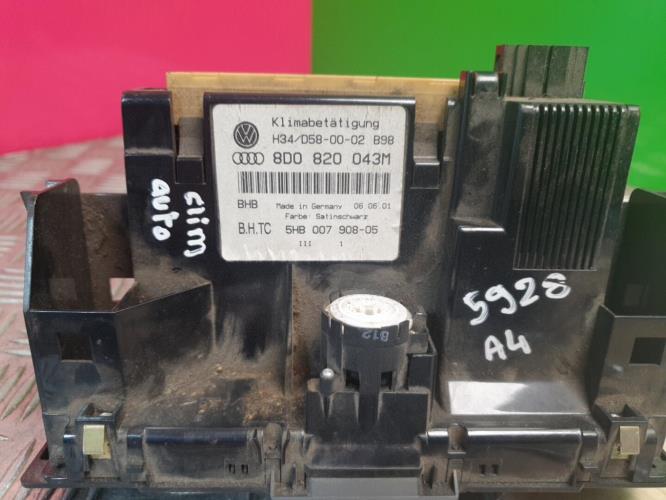 Klimabetätigung
H34/D58-00-02 B98
8D0 820 043M
BHB Made in Germany 06.06.01
Farbe: Satinschwarz
B.H.TC 5HB 007 908-05
III 1
clim
auto
5928
A4
B12